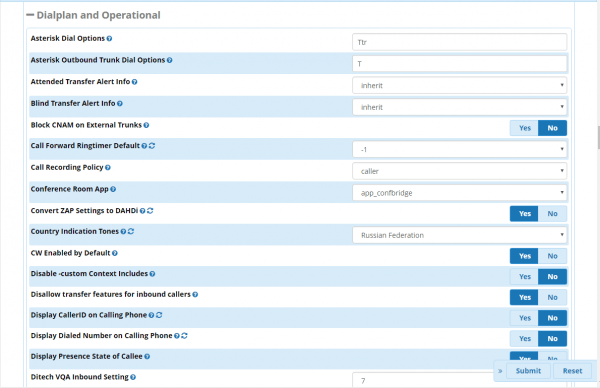 Dialplan and Operational
Asterisk Dial Options
Ttr
Asterisk Outbound Trunk Dial Options
T
Attended Transfer Alert Info
inherit
Blind Transfer Alert Info
inherit
Block CNAM on External Trunks
Yes No
Call Forward Ringtimer Default
-1
Call Recording Policy
caller
Conference Room App
app_confbridge
Convert ZAP Settings to DAHDi
Yes No
Country Indication Tones
Russian Federation
CW Enabled by Default
Yes No
Disable -custom Context Includes
Yes No
Disallow transfer features for inbound callers
Yes No
Display CallerID on Calling Phone
Yes No
Display Dialed Number on Calling Phone
Yes No
Display Presence State of Callee
Yes No
» Submit Reset
Ditech VQA Inbound Setting
7